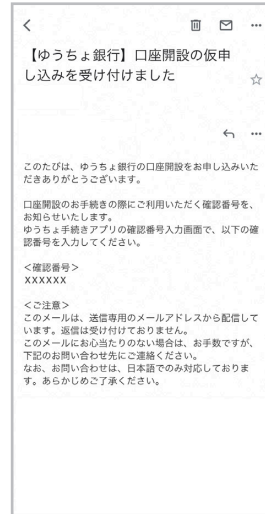 【ゆうちょ銀行】口座開設の仮申
し込みを受け付けました
このたびは、ゆうちょ銀行の口座開設をお申し込みいた
だきありがとうございます。
口座開設のお手続きの際にご利用いただく確認番号を、
お知らせいたします。
ゆうちょ手続きアプリの確認番号入力画面で、以下の確
認番号を入力してください。
<確認番号>
XXXXXX
<ご注意>
このメールは、送信専用のメールアドレスから配信して
います。返信は受け付けておりません。
このメールにお心当たりのない場合は、お手数ですが、
下記のお問い合わせ先にご連絡ください。
なお、お問い合わせは、日本語でのみ対応しておりま
す。あらかじめご了承ください。